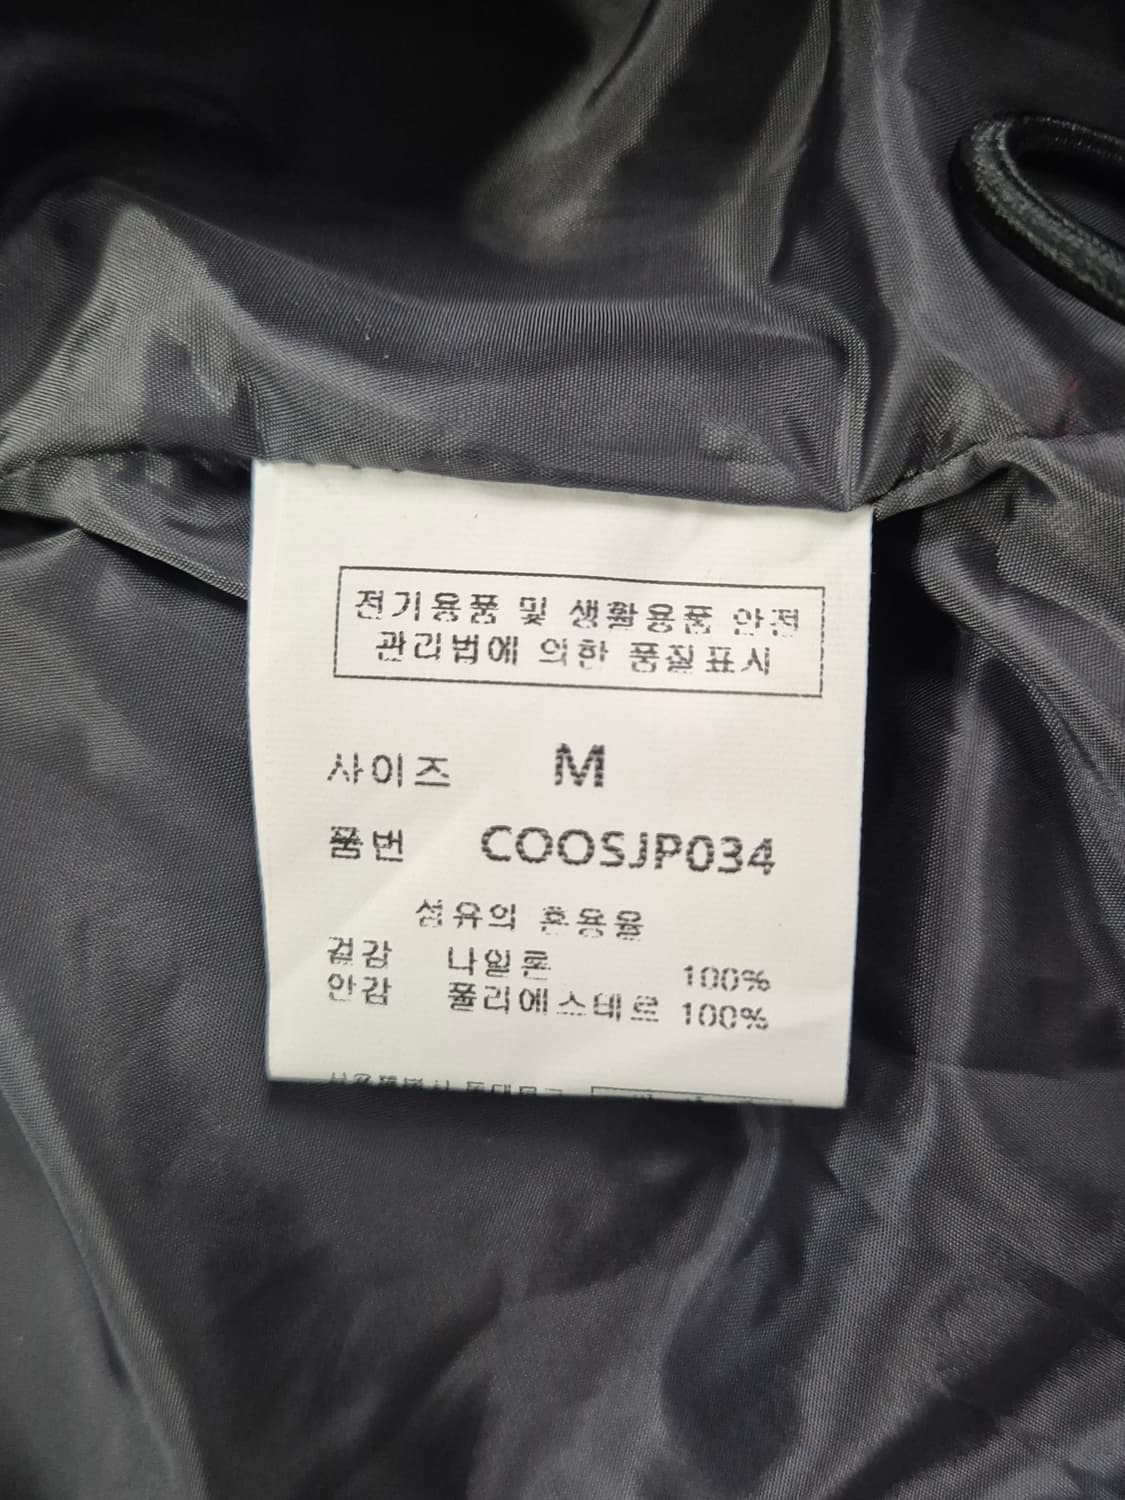 전기용품 및 생활용품 안전
관리법에 의한 품질표시
사이즈 M
품번 COOSJP034
섬유의 혼용율
겉감 나일론 100%
안감 폴리에스테르 100%